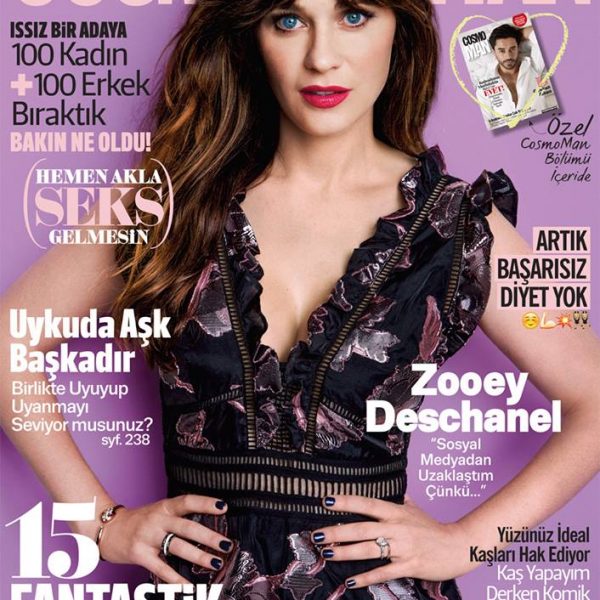 ISSIZ BİR ADAYA
100 Kadın
+100 Erkek
Bıraktık
BAKIN NE OLDU!
HEMEN AKLA
SEKS
GELMESİN
COSMO
MAN
Özel
CosmoMan
Bölümü
İçeride
ARTIK
BAŞARISIZ
DİYET YOK
Uykuda Aşk
Başkadır
Birlikte Uyuyup
Uyanmayı
Seviyor musunuz?
syf. 238
Zooey
Deschanel
“Sosyal
Medyadan
Uzaklaştım
Çünkü...”
15
FANTASTİK
Yüzünüz İdeal
Kaşları Hak Ediyor
Kaş Yapayım
Derken Komik